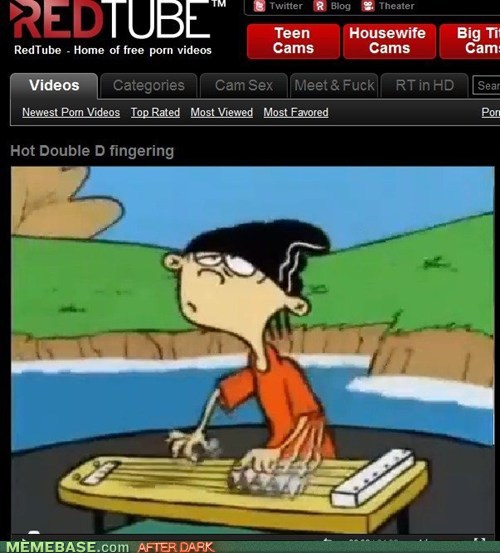 REDTUBE™
Twitter Blog Theater
RedTube - Home of free porn videos
Teen Cams
Housewife Cams
Big Tit Cams
Videos Categories Cam Sex Meet & Fuck RT in HD Sear
Newest Porn Videos Top Rated Most Viewed Most Favored Por
Hot Double D fingering
MEMEBASE.com AFTER DARK